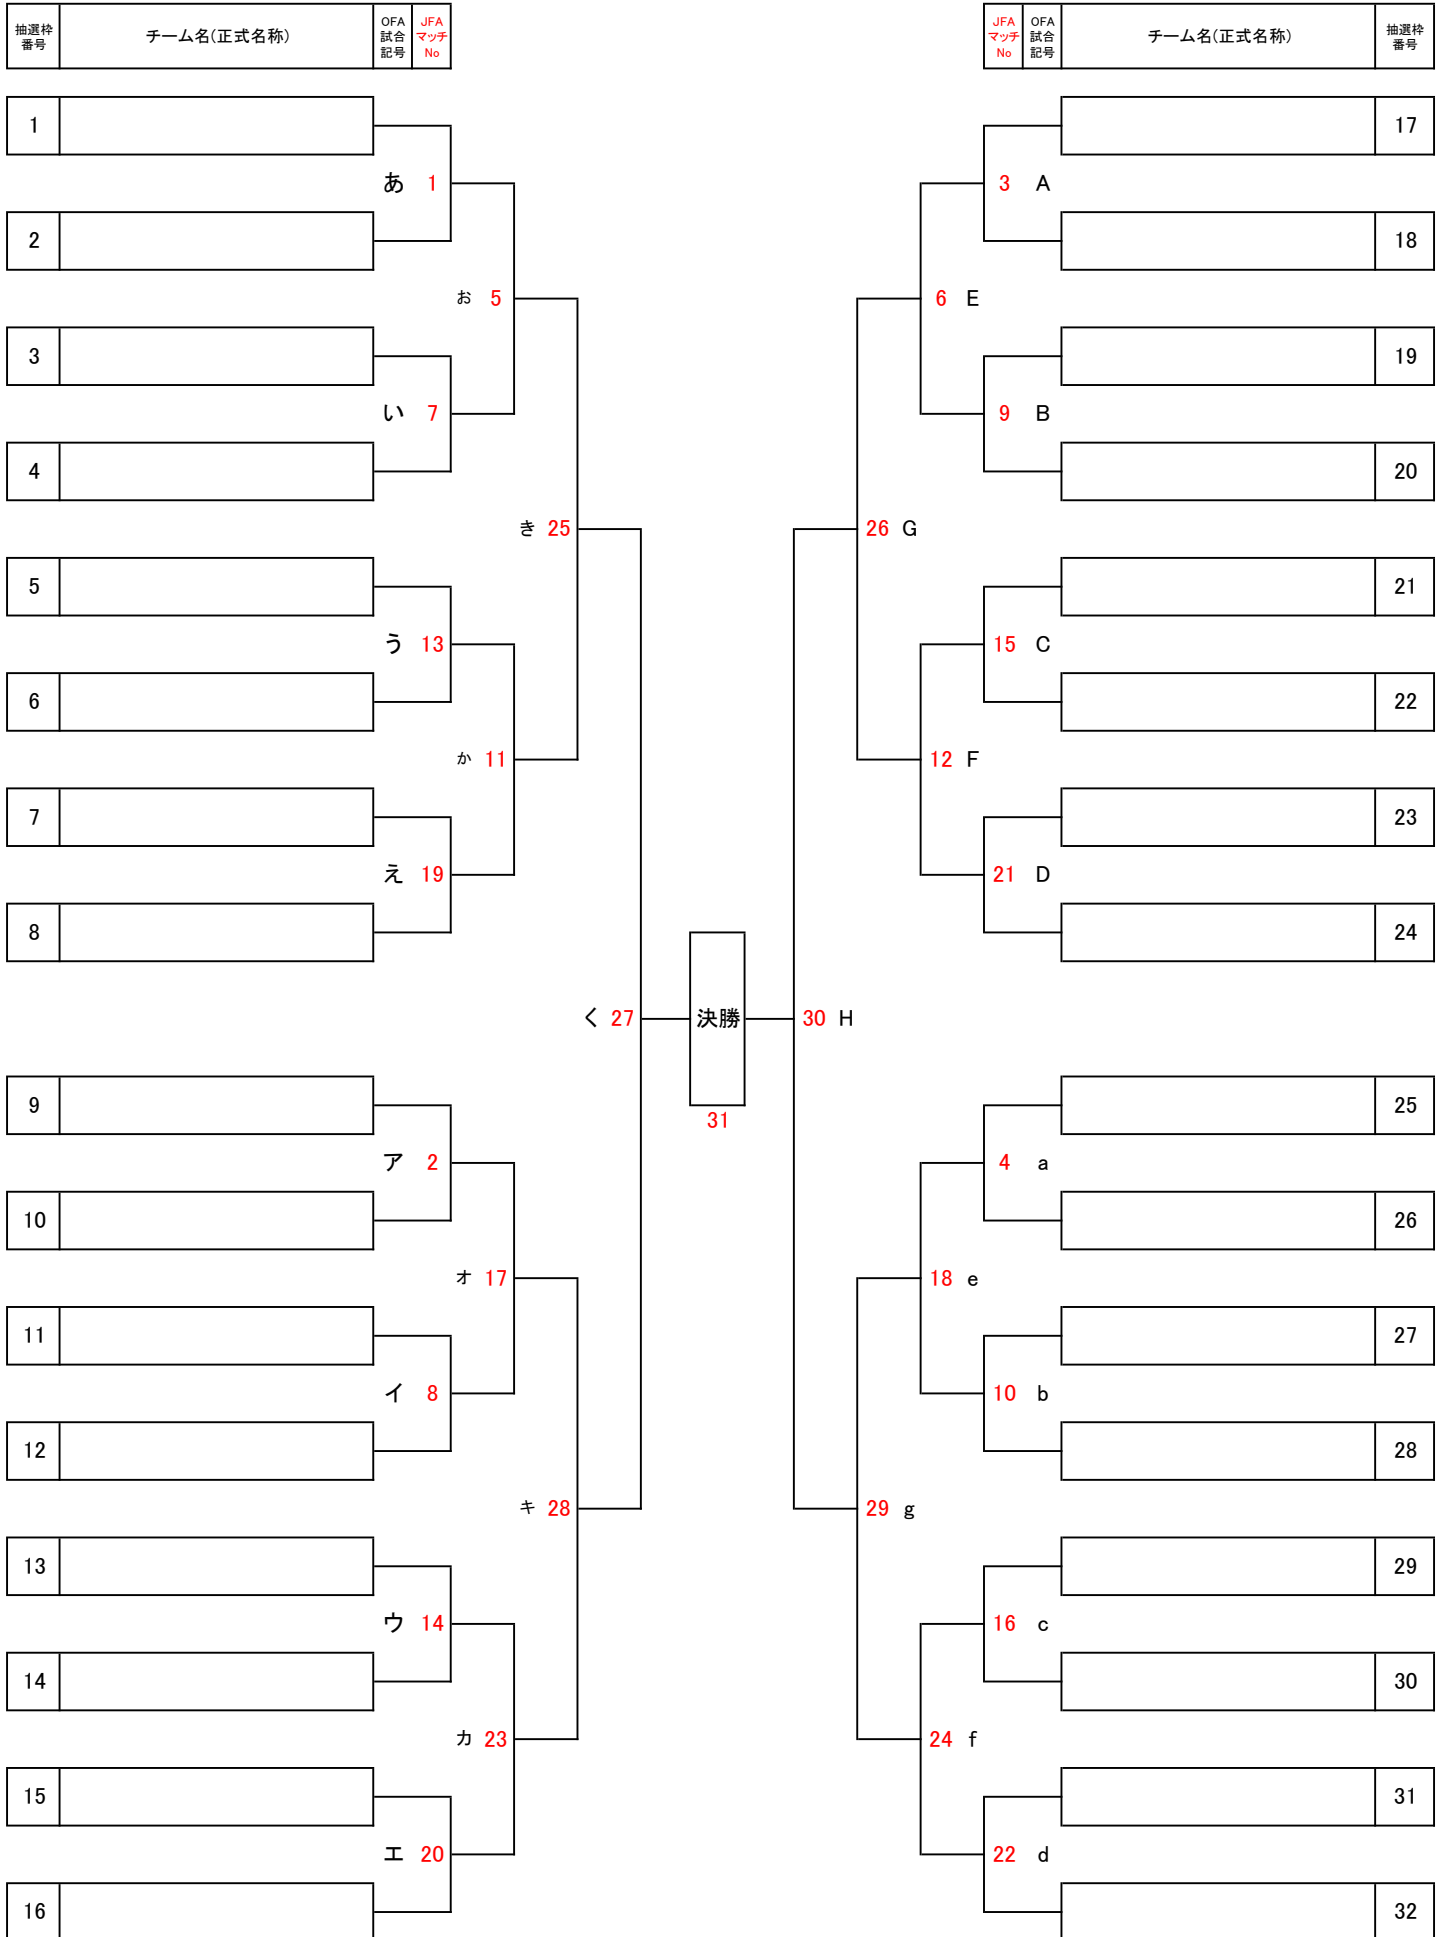 抽選枠番号 チーム名(正式名称) OFA試合記号 JFAマッチNo JFAマッチNo OFA試合記号 チーム名(正式名称) 抽選枠番号
1 17
あ 1 3 A
2 18
お 5 6 E
3 19
い 7 9 B
4 20
き 25 26 G
5 21
う 13 15 C
6 22
か 11 12 F
7 23
え 19 21 D
8 24
く 27 決勝 30 H
9 25
31
ア 2 4 a
10 26
オ 17 18 e
11 27
イ 8 10 b
12 28
キ 28 29 g
13 29
ウ 14 16 c
14 30
カ 23 24 f
15 31
エ 20 22 d
16 32